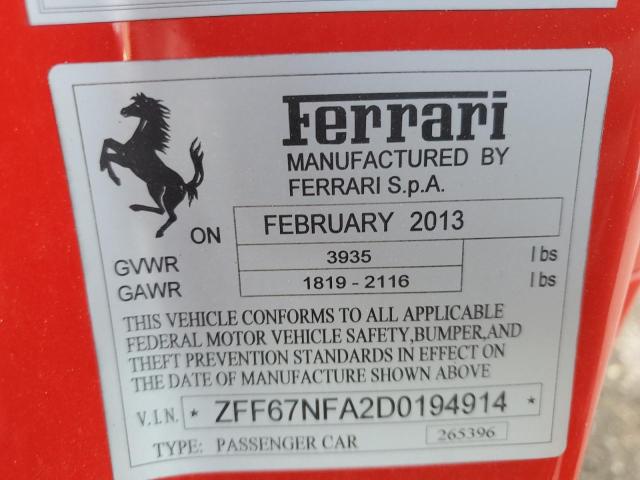 Ferrari
MANUFACTURED BY
FERRARI S.p.A.
ON FEBRUARY 2013
GVWR 3935 lbs
GAWR 1819 - 2116 lbs
THIS VEHICLE CONFORMS TO ALL APPLICABLE
FEDERAL MOTOR VEHICLE SAFETY,BUMPER,AND
THEFT PREVENTION STANDARDS IN EFFECT ON
THE DATE OF MANUFACTURE SHOWN ABOVE
V.I.N. * ZFF67NFA2D0194914 *
TYPE: PASSENGER CAR 265396